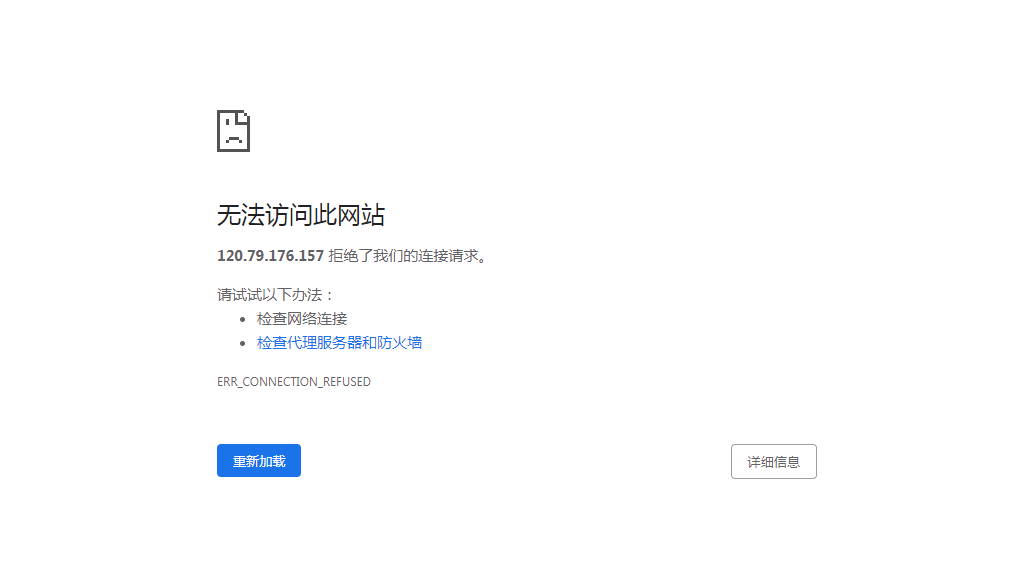 无法访问此网站
120.79.176.157 拒绝了我们的连接请求。
请试试以下办法：
检查网络连接
检查代理服务器和防火墙
ERR_CONNECTION_REFUSED
重新加载
详细信息